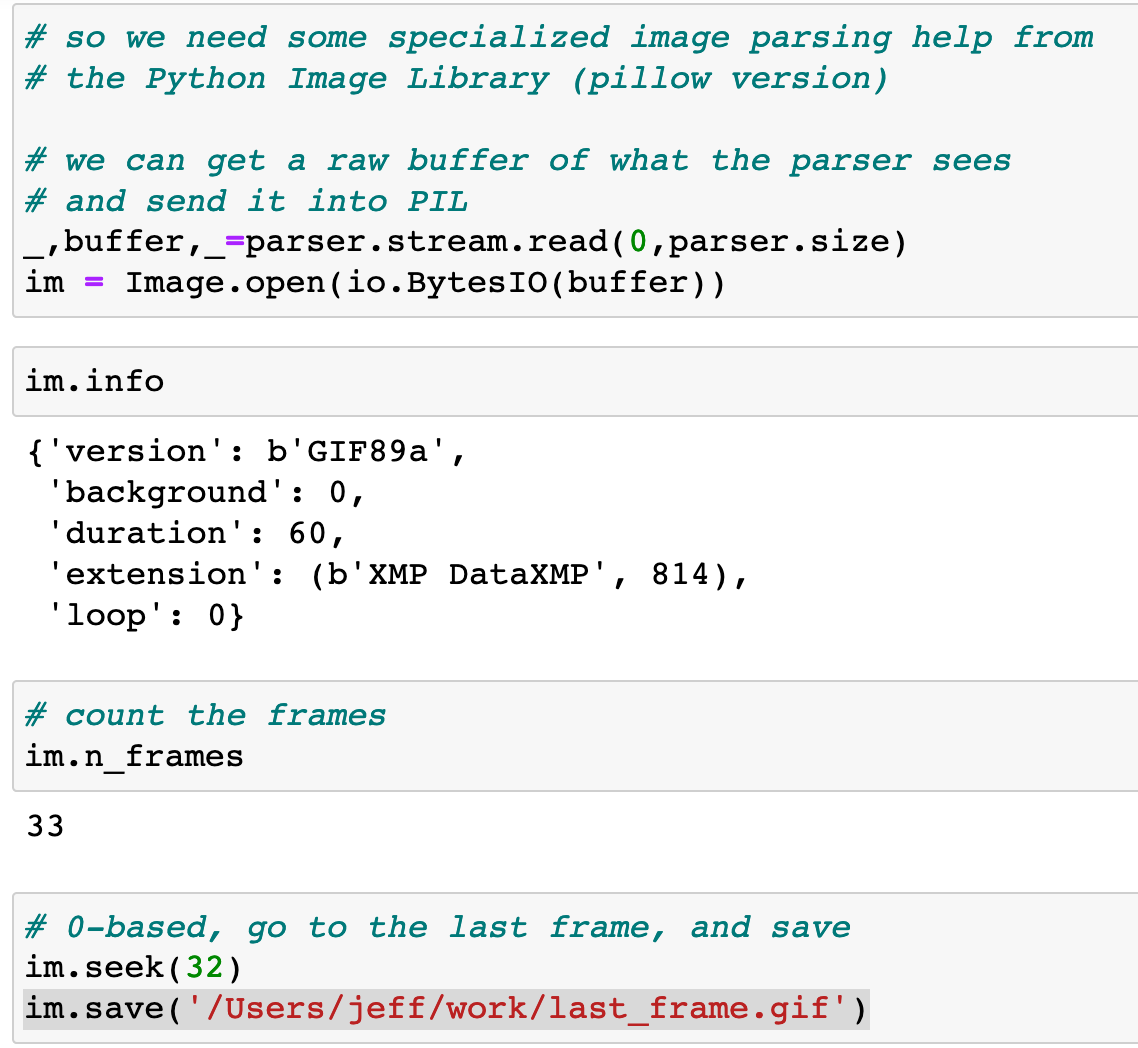 # so we need some specialized image parsing help from
# the Python Image Library (pillow version)
# we can get a raw buffer of what the parser sees
# and send it into PIL
_,buffer,_=parser.stream.read(0,parser.size)
im = Image.open(io.BytesIO(buffer))
im.info
{'version': b'GIF89a',
 'background': 0,
 'duration': 60,
 'extension': (b'XMP DataXMP', 814),
 'loop': 0}
# count the frames
im.n_frames
33
# 0-based, go to the last frame, and save
im.seek(32)
im.save('/Users/jeff/work/last_frame.gif')